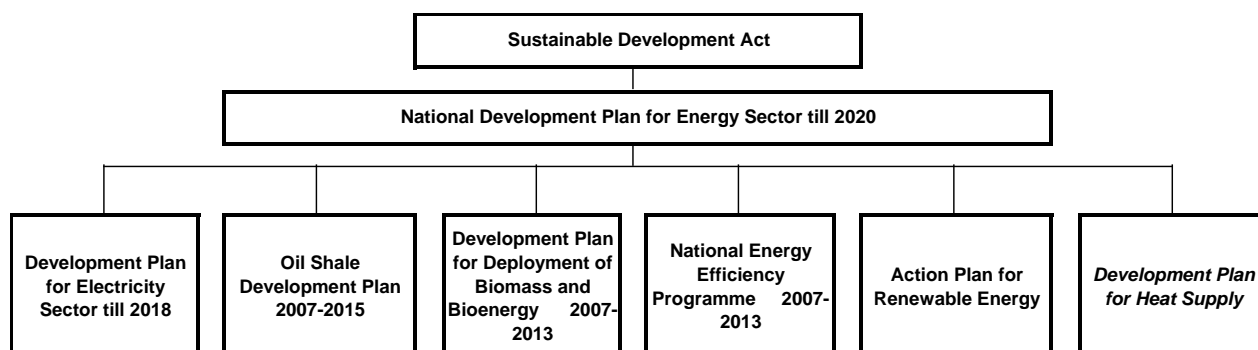 Sustainable Development Act
National Development Plan for Energy Sector till 2020
Development Plan
for Electricity
Sector till 2018
Oil Shale
Development Plan
2007-2015
Development Plan
for Deployment of
Biomass and
Bioenergy 2007-
2013
National Energy
Efficiency
Programme 2007-
2013
Action Plan for
Renewable Energy
Development Plan
for Heat Supply